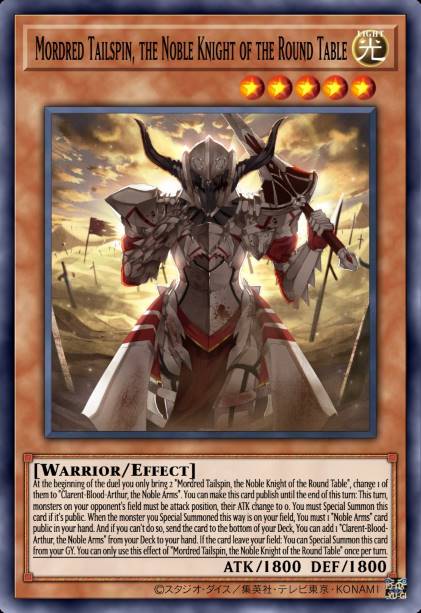 MORDRED TAILSPIN, THE NOBLE KNIGHT OF THE ROUND TABLE
LIGHT
光
[WARRIOR/EFFECT]
At the beginning of the duel you only bring 2 "Mordred Tailspin, the Noble Knight of the Round Table", change 1 of
them to "Clarent-Blood-Arthur, the Noble Arms". You can make this card publish until the end of this turn: This turn,
monsters on your opponent's field must be attack position, their ATK change to 0. You must Special Summon this
card if it's public. When the monster you Special Summoned this way is on your field, You must 1 "Noble Arms" card
public in your hand. And if you can't do so, send the card to the bottom of your Deck, You can add 1 "Clarent-Blood-
Arthur, the Noble Arms" from your Deck to your hand. If the card leave your field: You can Special Summon this card
from your GY. You can only use this effect of "Mordred Tailspin, the Noble Knight of the Round Table" once per turn.
ATK/1800 DEF/1800
©スタジオ・ダイス/集英社・テレビ東京・KONAMI